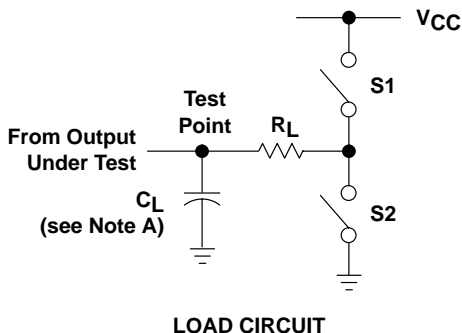 VCC
S1
Test
Point
RL
From Output
Under Test
CL
(see Note A)
S2
LOAD CIRCUIT